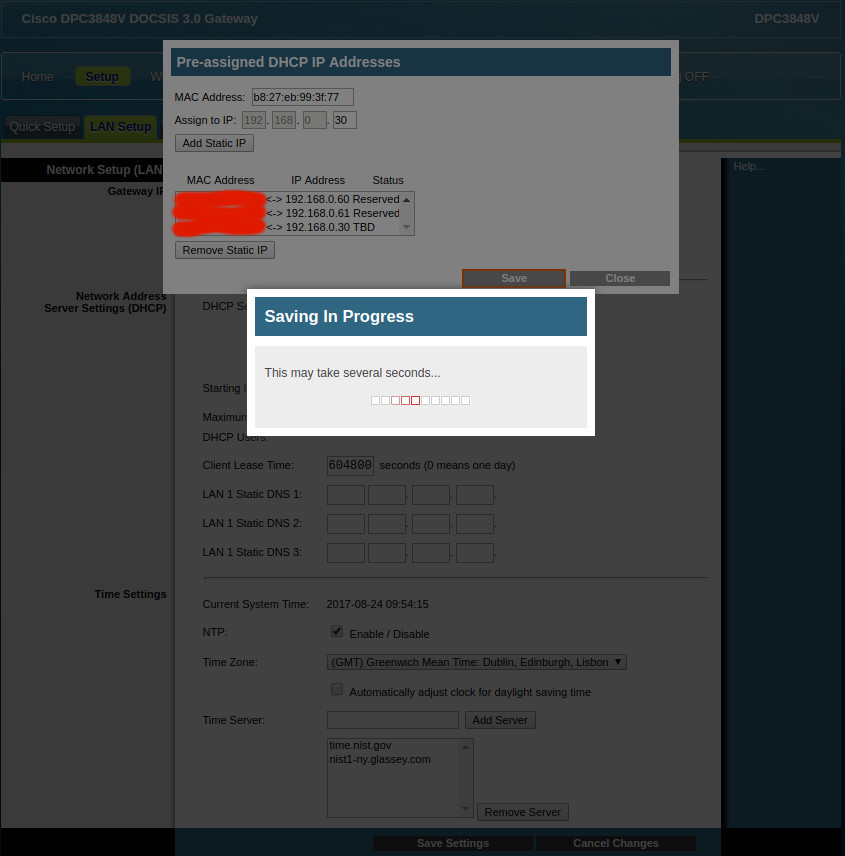 Cisco DPC3848V DOCSIS 3.0 Gateway DPC3848V
Pre-assigned DHCP IP Addresses
Home Setup W OFF
MAC Address: b8:27:eb:99:3f:77
Assign to IP: 192. 168. 0. 30
Quick Setup LAN Setup
Add Static IP
Network Setup (LAN Help...
MAC Address IP Address Status
Gateway IP
<-> 192.168.0.60 Reserved
<-> 192.168.0.61 Reserved
<-> 192.168.0.30 TBD
Remove Static IP
Save Close
Network Address
Server Settings (DHCP) DHCP Se
Saving In Progress
This may take several seconds...
Starting I
Maximum
DHCP Users:
Client Lease Time: 604800 seconds (0 means one day)
LAN 1 Static DNS 1: . . .
LAN 1 Static DNS 2: . . .
LAN 1 Static DNS 3: . . .
Time Settings
Current System Time: 2017-08-24 09:54:15
NTP: Enable / Disable
Time Zone: (GMT) Greenwich Mean Time: Dublin, Edinburgh, Lisbon
Automatically adjust clock for daylight saving time
Time Server: Add Server
time.nist.gov
nist1-ny.glassey.com
Remove Server
Save Settings Cancel Changes